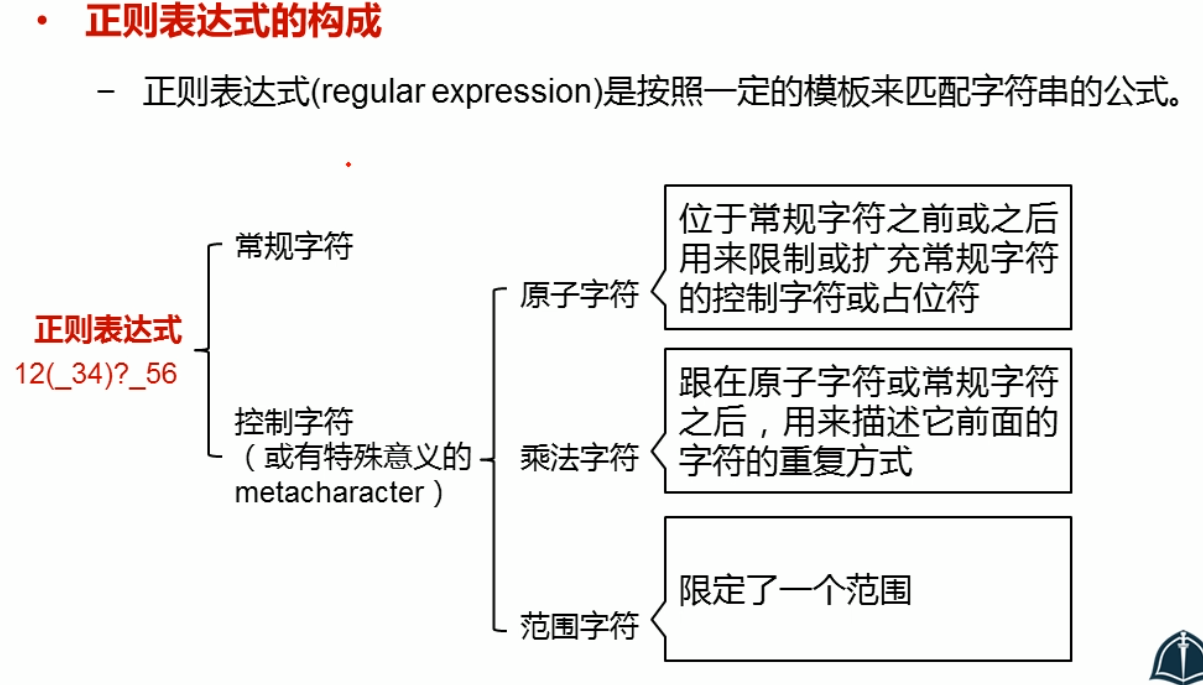 • 正则表达式的构成
– 正则表达式(regular expression)是按照一定的模板来匹配字符串的公式。
正则表达式
12(_34)?_56
常规字符
控制字符
（或有特殊意义的
metacharacter）
原子字符
位于常规字符之前或之后
用来限制或扩充常规字符
的控制字符或占位符
乘法字符
跟在原子字符或常规字符
之后，用来描述它前面的
字符的重复方式
范围字符
限定了一个范围